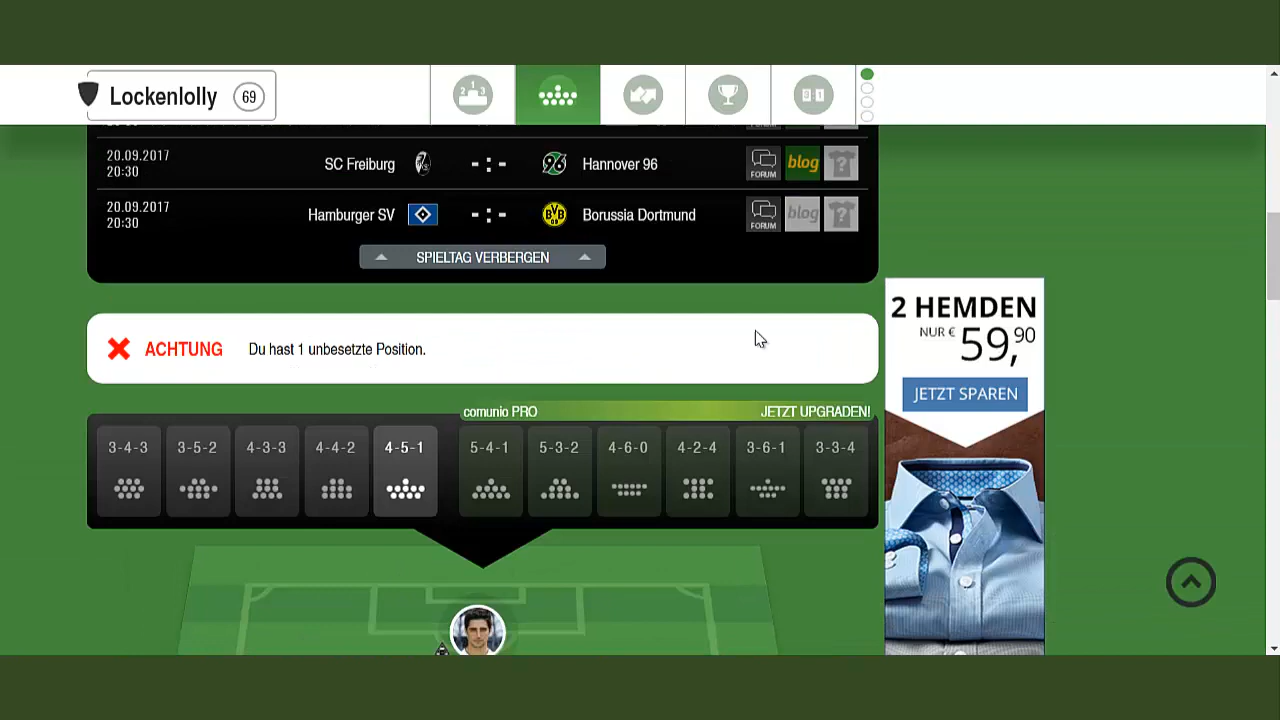 Lockenlolly 69
20.09.2017
20:30
SC Freiburg - : - Hannover 96
FORUM blog
20.09.2017
20:30
Hamburger SV - : - Borussia Dortmund
FORUM blog
SPIELTAG VERBERGEN
ACHTUNG Du hast 1 unbesetzte Position.
comunio PRO JETZT UPGRADEN!
3-4-3 3-5-2 4-3-3 4-4-2 4-5-1 5-4-1 5-3-2 4-6-0 4-2-4 3-6-1 3-3-4
2 HEMDEN
NUR € 59,90
JETZT SPAREN